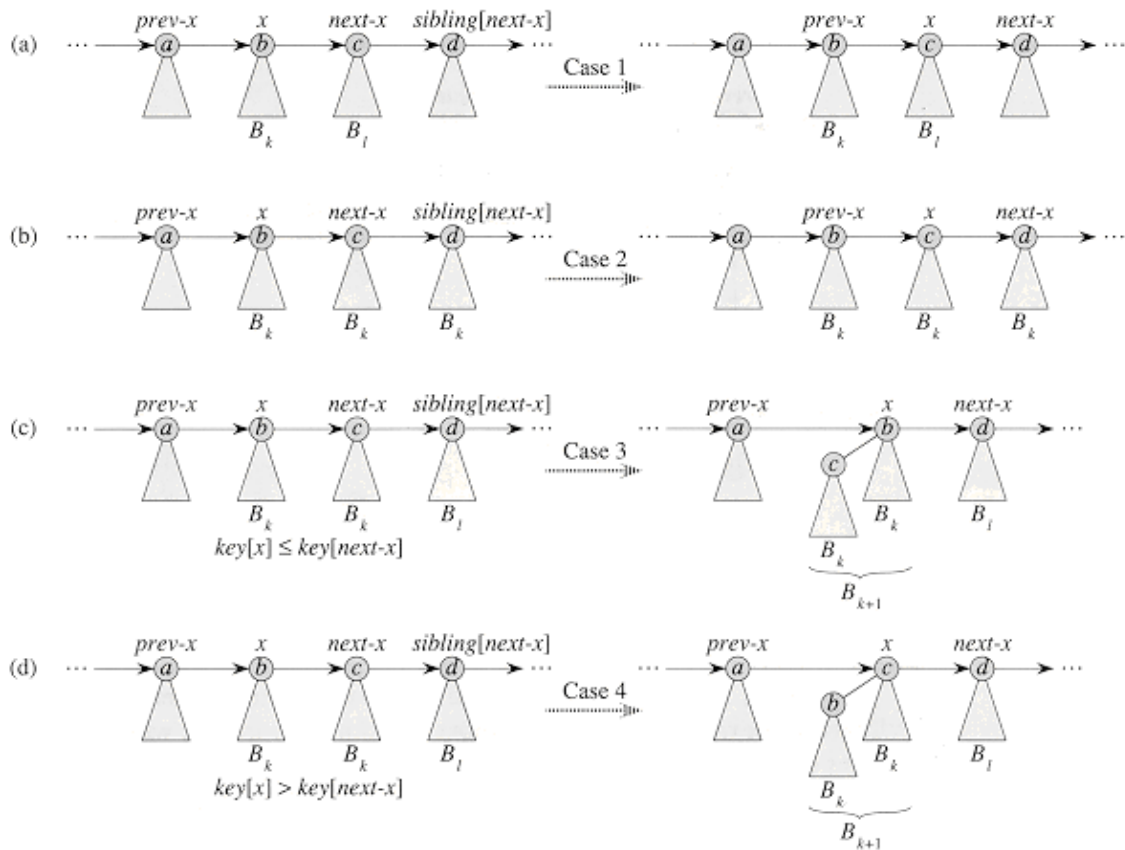 prev-x x next-x sibling[next-x] prev-x x next-x
(a) ··· a b c d ··· Case 1 ··· a b c d ···
B_k B_l B_k B_l
prev-x x next-x sibling[next-x] prev-x x next-x
(b) ··· a b c d ··· Case 2 ··· a b c d ···
B_k B_k B_k B_k B_k B_k
prev-x x next-x sibling[next-x] prev-x x next-x
(c) ··· a b c d ··· Case 3 ··· a b d ···
c
B_k B_k B_l B_k B_l
key[x] ≤ key[next-x] B_k
B_{k+1}
prev-x x next-x sibling[next-x] prev-x x next-x
(d) ··· a b c d ··· Case 4 ··· a c d ···
b
B_k B_k B_l B_k B_l
key[x] > key[next-x] B_k
B_{k+1}